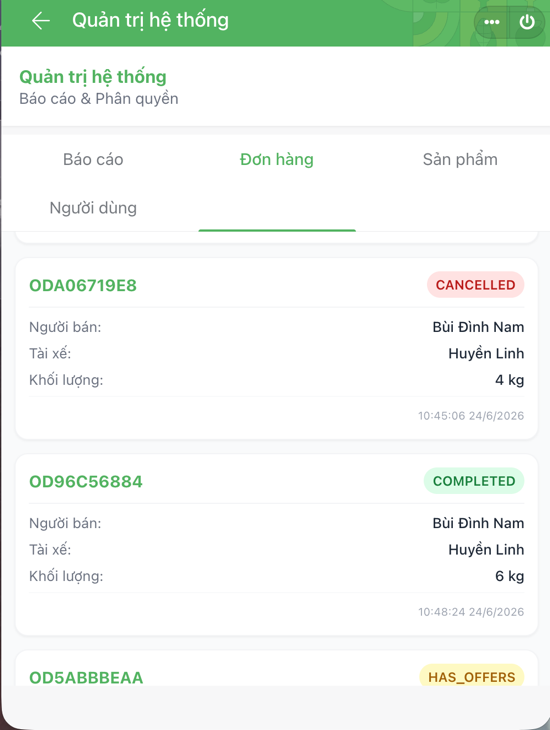 Quản trị hệ thống
Quản trị hệ thống
Báo cáo & Phân quyền
Báo cáo Đơn hàng Sản phẩm
Người dùng
ODA06719E8 CANCELLED
Người bán: Bùi Đình Nam
Tài xế: Huyền Linh
Khối lượng: 4 kg
10:45:06 24/6/2026
OD96C56884 COMPLETED
Người bán: Bùi Đình Nam
Tài xế: Huyền Linh
Khối lượng: 6 kg
10:48:24 24/6/2026
OD5ABBBEAA HAS_OFFERS